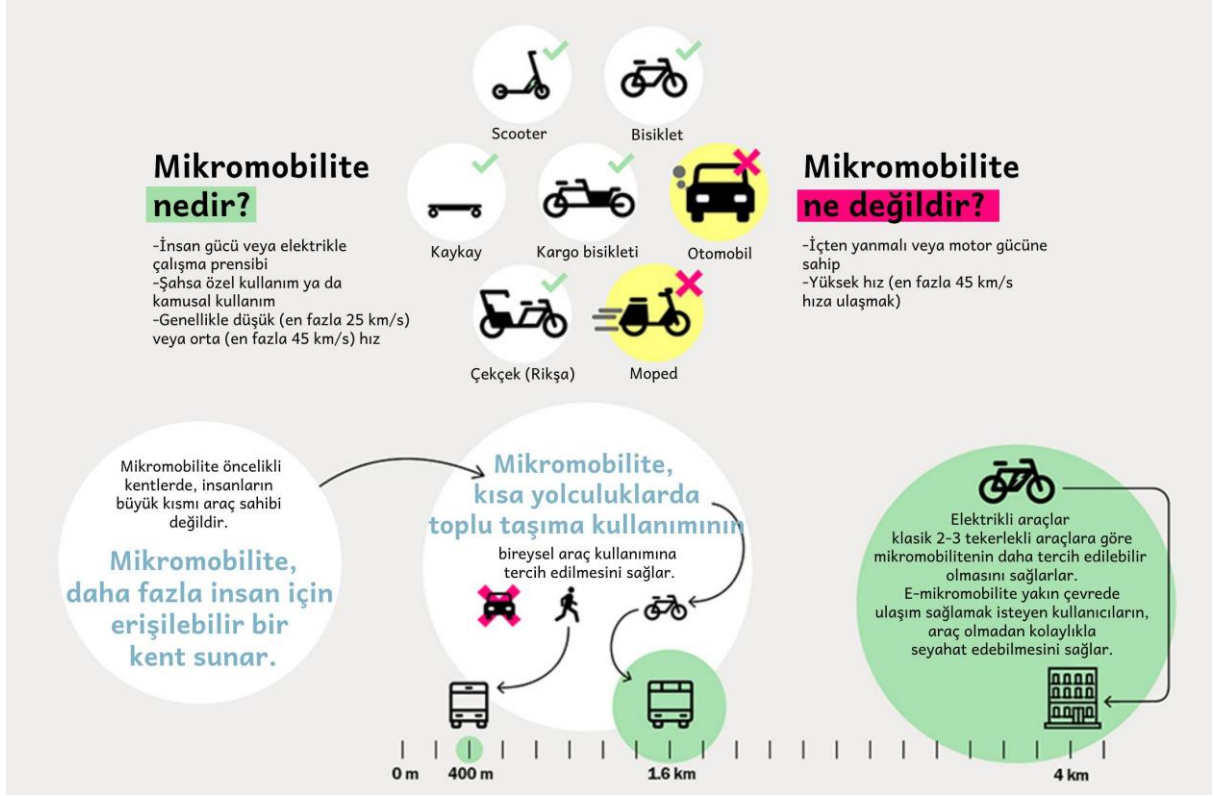 Scooter
Bisiklet
Mikromobilite
nedir?
-İnsan gücü veya elektrikle
çalışma prensibi
-Şahsa özel kullanım ya da
kamusal kullanım
-Genellikle düşük (en fazla 25 km/s)
veya orta (en fazla 45 km/s) hız
Kaykay
Kargo bisikleti
Otomobil
Çekçek (Rikşa)
Moped
Mikromobilite
ne değildir?
-İçten yanmalı veya motor gücüne
sahip
-Yüksek hız (en fazla 45 km/s
hıza ulaşmak)
Mikromobilite öncelikli
kentlerde, insanların
büyük kısmı araç sahibi
değildir.
Mikromobilite,
daha fazla insan için
erişilebilir bir
kent sunar.
Mikromobilite,
kısa yolculuklarda
toplu taşıma kullanımının
bireysel araç kullanımına
tercih edilmesini sağlar.
Elektrikli araçlar
klasik 2-3 tekerlekli araçlara göre
mikromobilitenin daha tercih edilebilir
olmasını sağlarlar.
E-mikromobilite yakın çevrede
ulaşım sağlamak isteyen kullanıcıların,
araç olmadan kolaylıkla
seyahat edebilmesini sağlar.
0 m
400 m
1.6 km
4 km